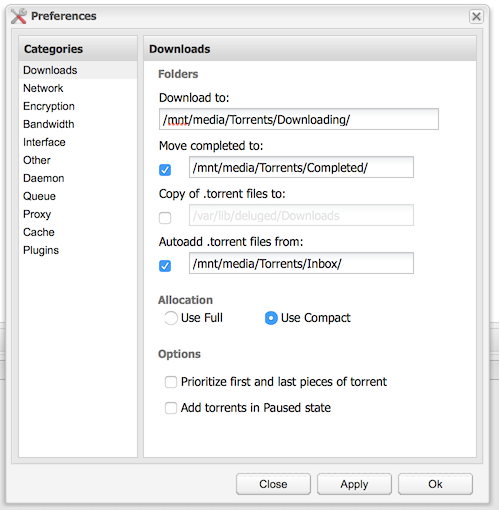 Preferences
Categories
Downloads
Network
Encryption
Bandwidth
Interface
Other
Daemon
Queue
Proxy
Cache
Plugins
Downloads
Folders
Download to:
/mnt/media/Torrents/Downloading/
Move completed to:
/mnt/media/Torrents/Completed/
Copy of .torrent files to:
/var/lib/deluged/Downloads
Autoadd .torrent files from:
/mnt/media/Torrents/Inbox/
Allocation
Use Full
Use Compact
Options
Prioritize first and last pieces of torrent
Add torrents in Paused state
Close
Apply
Ok